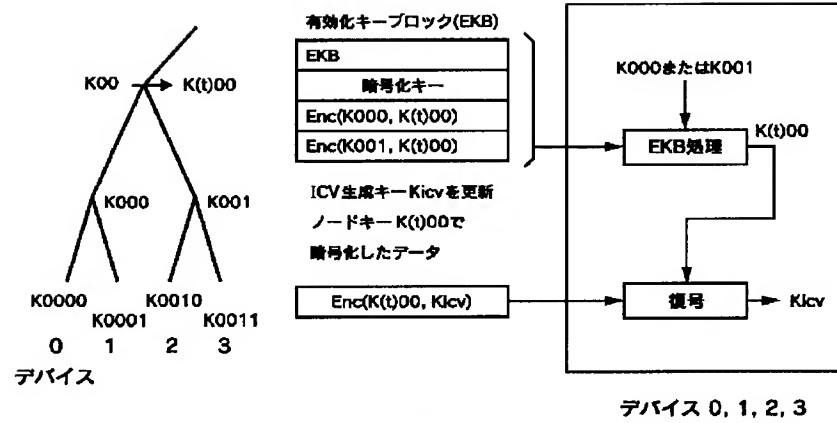 K00
K(t)00
K000
K001
K0000
K0001
K0010
K0011
0 1 2 3
デバイス
有効化キーブロック(EKB)
EKB
暗号化キー
Enc(K000, K(t)00)
Enc(K001, K(t)00)
ICV生成キーKicvを更新
ノードキーK(t)00で
暗号化したデータ
Enc(K(t)00, Kicv)
K000またはK001
EKB処理
K(t)00
復号
Kicv
デバイス 0, 1, 2, 3